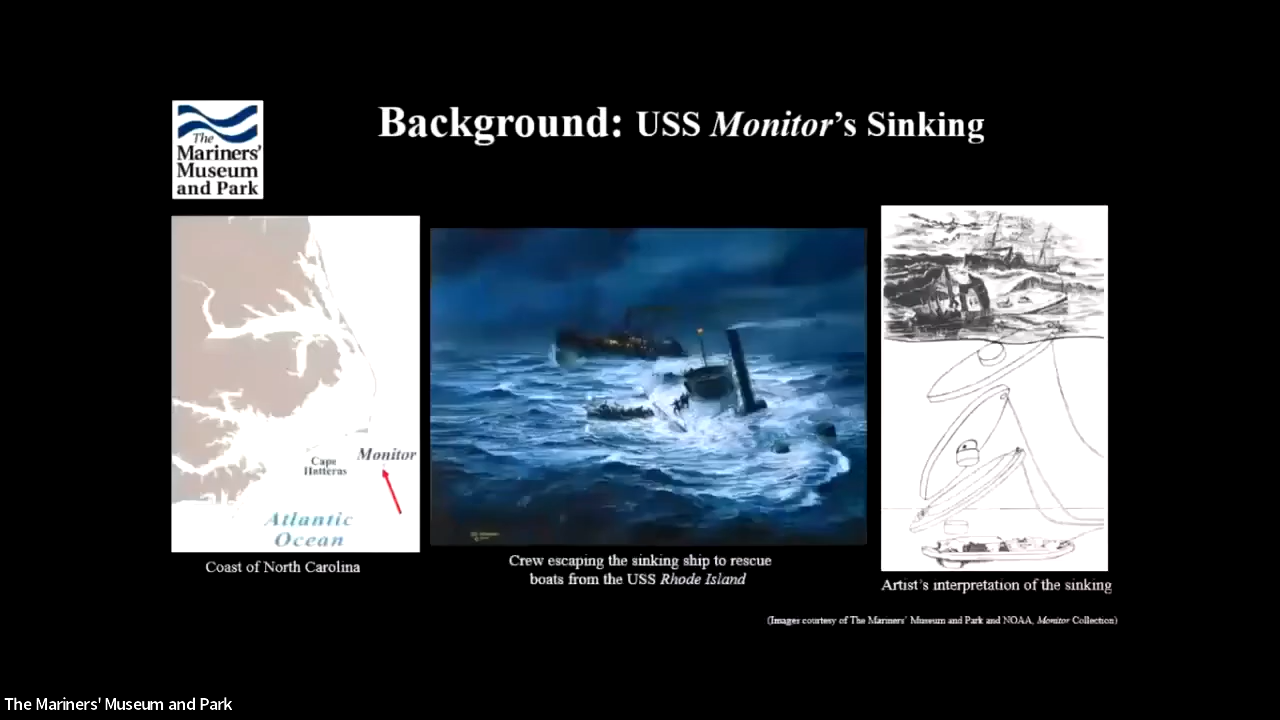 Background: USS Monitor’s Sinking
The
Mariners'
Museum
and Park
Cape
Hatteras
Monitor
Atlantic
Ocean
Coast of North Carolina
Crew escaping the sinking ship to rescue
boats from the USS Rhode Island
Artist’s interpretation of the sinking
(Images courtesy of The Mariners’ Museum and Park and NOAA, Monitor Collection)
The Mariners' Museum and Park